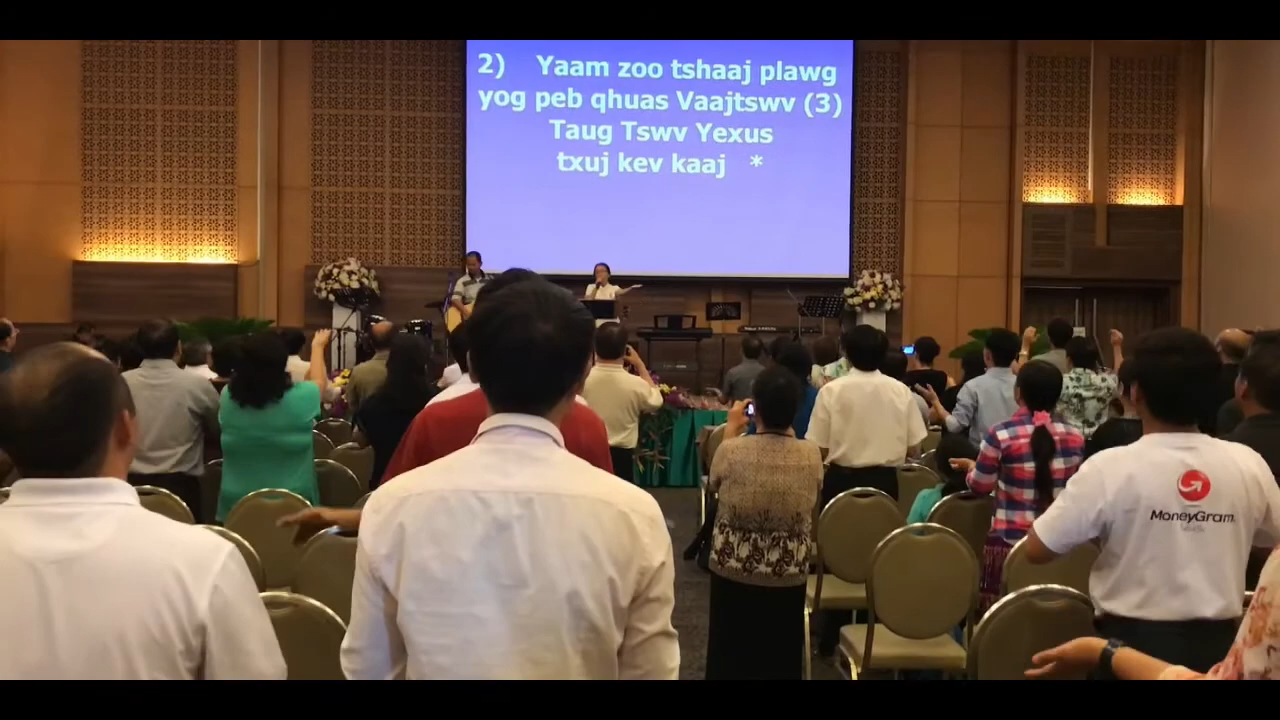 2) Yaam zoo tshaaj plawg
yog peb qhuas Vaajtswv (3)
Taug Tswv Yexus
txuj kev kaaj *
MoneyGram